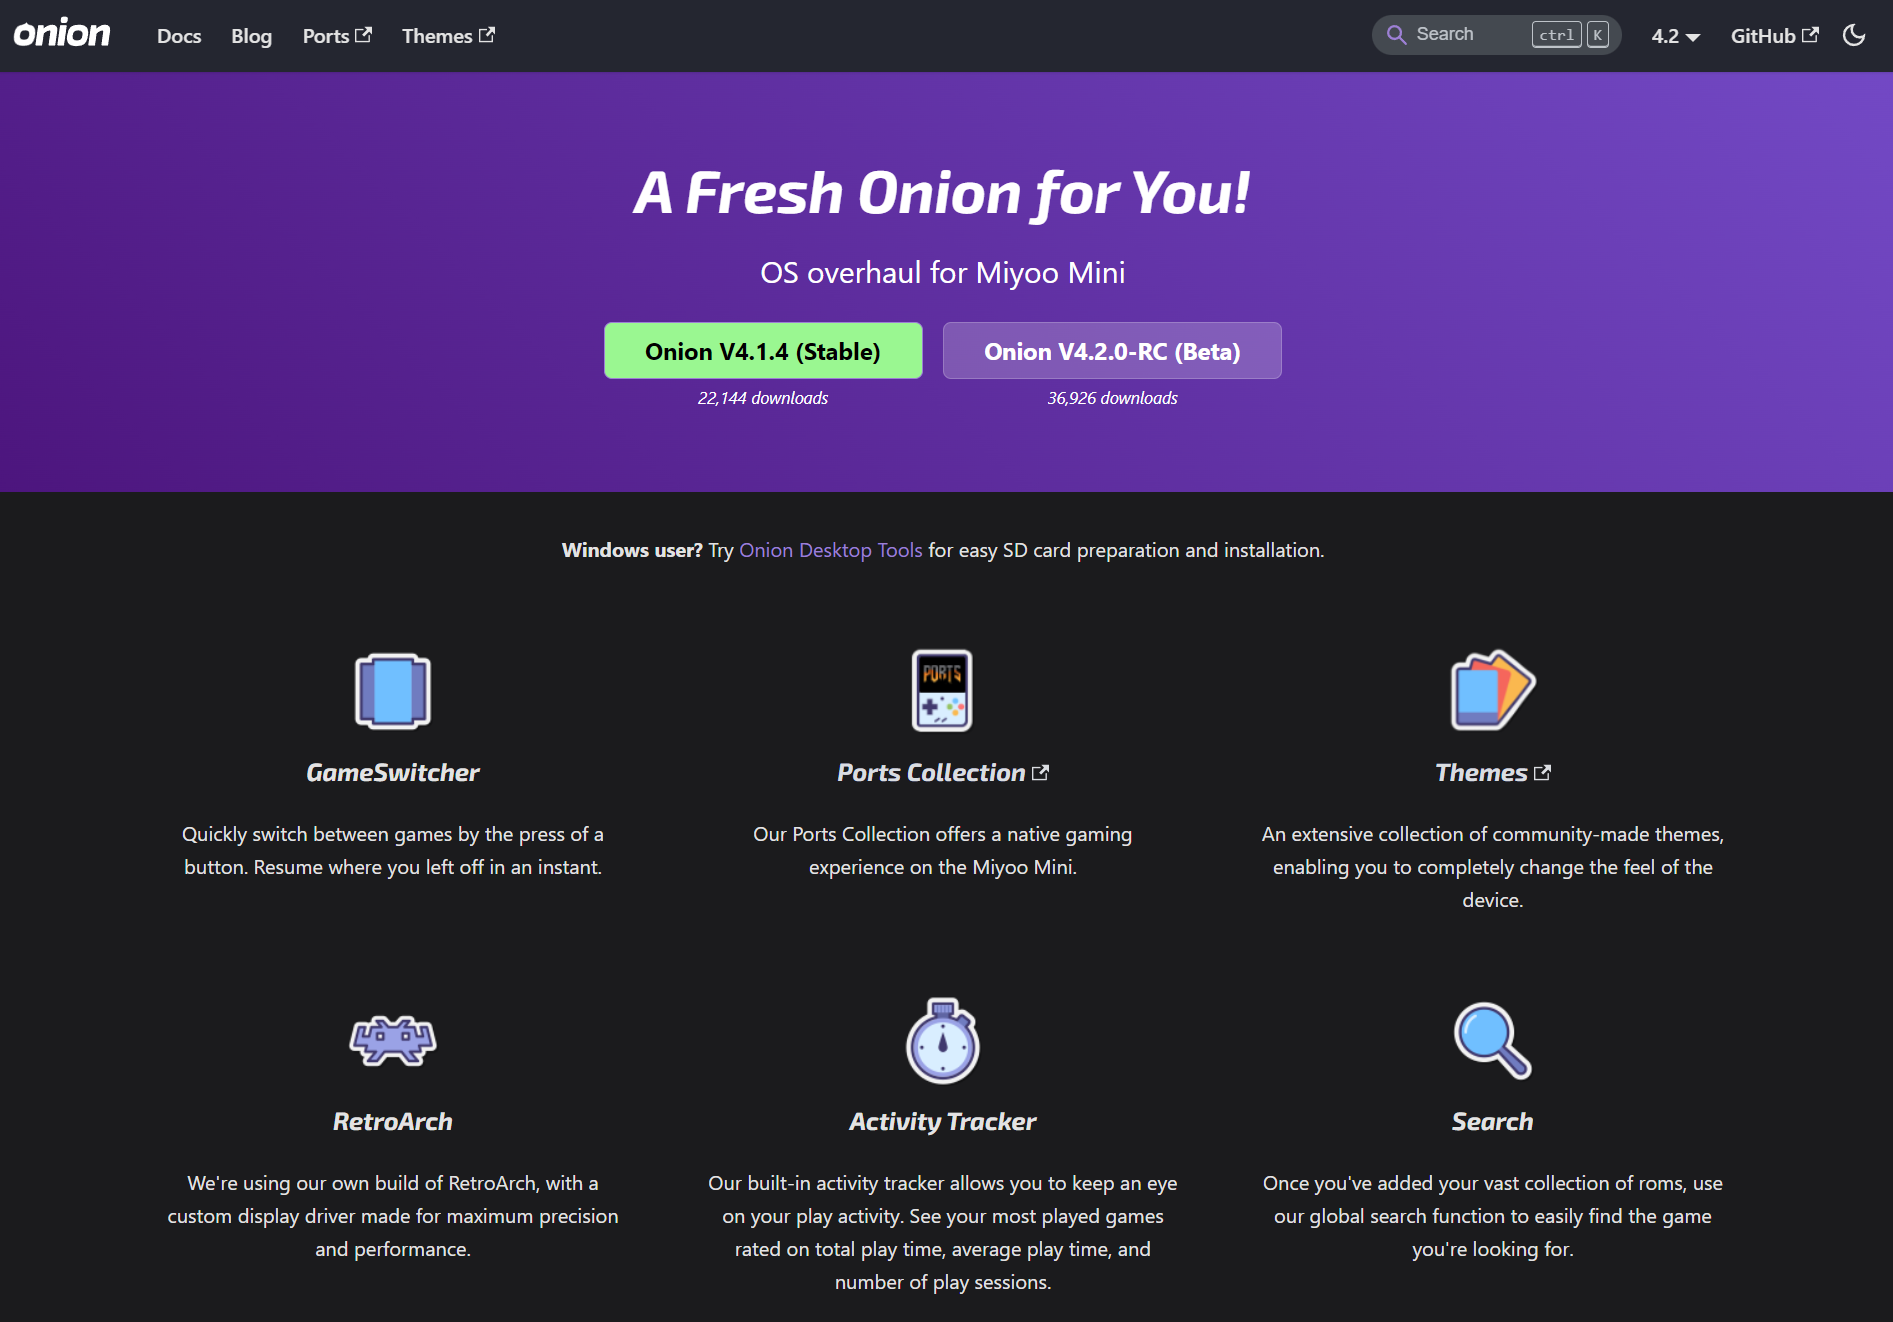 onion
Docs
Blog
Ports
Themes
Search
ctrl
K
4.2
GitHub
A Fresh Onion for You!
OS overhaul for Miyoo Mini
Onion V4.1.4 (Stable)
22,144 downloads
Onion V4.2.0-RC (Beta)
36,926 downloads
Windows user? Try Onion Desktop Tools for easy SD card preparation and installation.
GameSwitcher
Quickly switch between games by the press of a
button. Resume where you left off in an instant.
PORTS
Ports Collection
Our Ports Collection offers a native gaming
experience on the Miyoo Mini.
Themes
An extensive collection of community-made themes,
enabling you to completely change the feel of the
device.
RetroArch
We're using our own build of RetroArch, with a
custom display driver made for maximum precision
and performance.
Activity Tracker
Our built-in activity tracker allows you to keep an eye
on your play activity. See your most played games
rated on total play time, average play time, and
number of play sessions.
Search
Once you've added your vast collection of roms, use
our global search function to easily find the game
you're looking for.